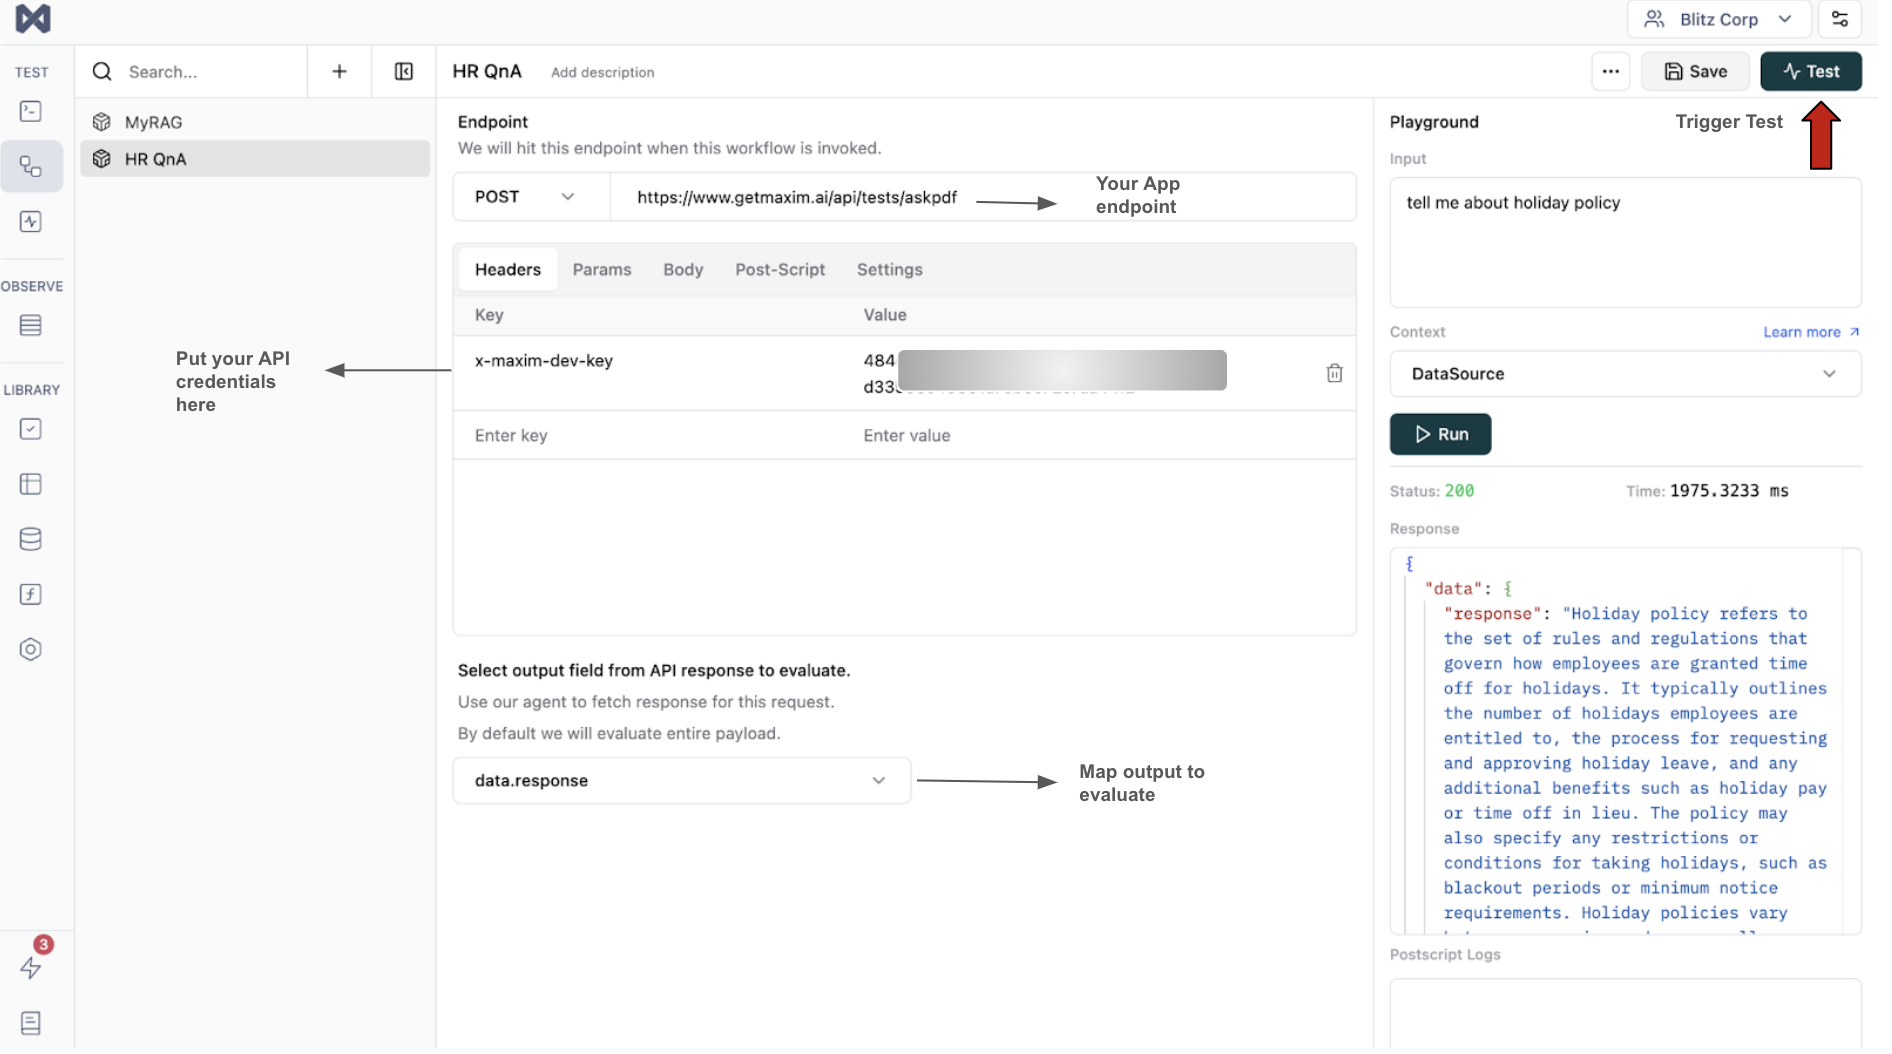 Blitz Corp
TEST
Search...
HR QnA
Add description
Save
Test
MyRAG
HR QnA
OBSERVE
LIBRARY
3
Endpoint
We will hit this endpoint when this workflow is invoked.
POST
https://www.getmaxim.ai/api/tests/askpdf
Your App
endpoint
Headers
Params
Body
Post-Script
Settings
Key
Value
x-maxim-dev-key
484
Put your API
credentials
here
Enter key
Enter value
Select output field from API response to evaluate.
Use our agent to fetch response for this request.
By default we will evaluate entire payload.
data.response
Map output to
evaluate
Playground
Trigger Test
Input
tell me about holiday policy
Context
Learn more
DataSource
Run
Status: 200
Time: 1975.3233 ms
Response
{
"data": {
"response": "Holiday policy refers to
the set of rules and regulations that
govern how employees are granted time
off for holidays. It typically outlines
the number of holidays employees are
entitled to, the process for requesting
and approving holiday leave, and any
additional benefits such as holiday pay
or time off in lieu. The policy may
also specify any restrictions or
conditions for taking holidays, such as
blackout periods or minimum notice
requirements. Holiday policies vary
Postscript Logs